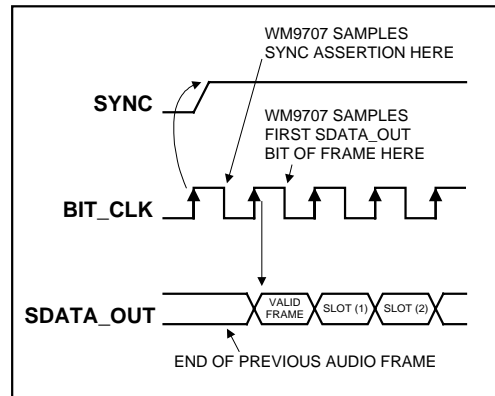 WM9707 SAMPLES
SYNC ASSERTION HERE
SYNC
WM9707 SAMPLES
FIRST SDATA_OUT
BIT OF FRAME HERE
BIT_CLK
SDATA_OUT
VALID
FRAME
SLOT (1)
SLOT (2)
END OF PREVIOUS AUDIO FRAME